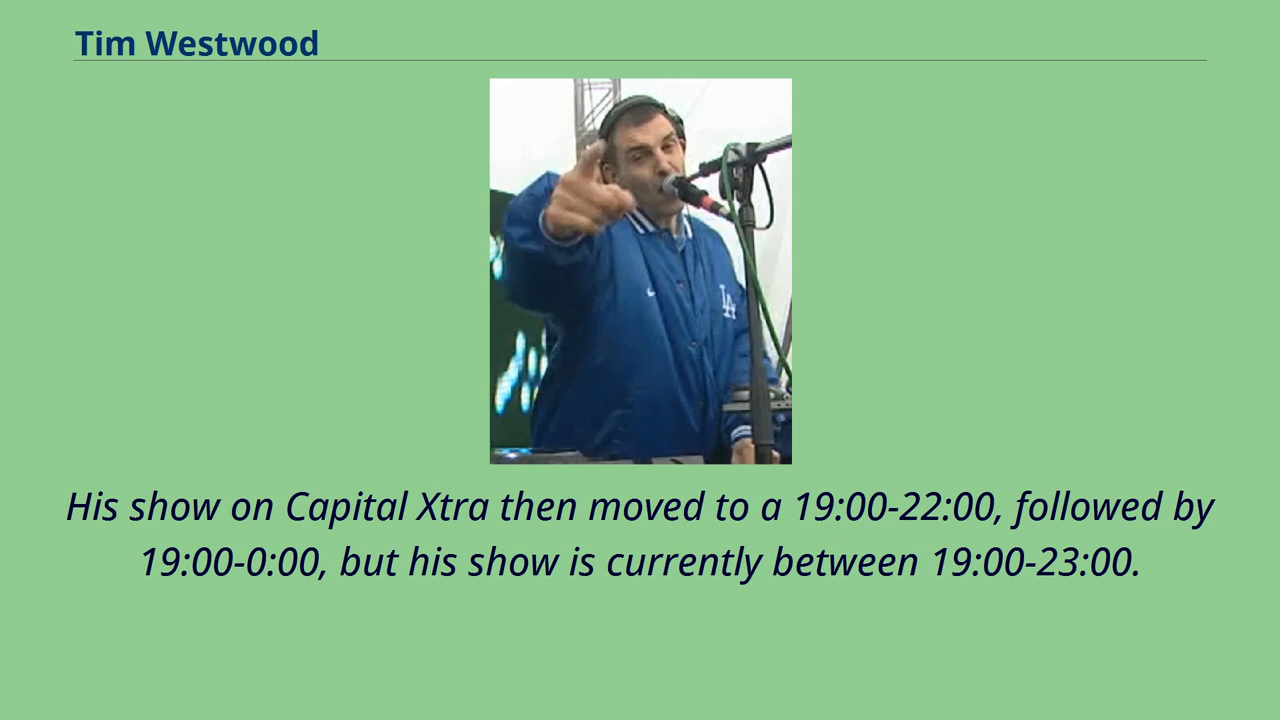 Tim Westwood
LA
His show on Capital Xtra then moved to a 19:00-22:00, followed by
19:00-0:00, but his show is currently between 19:00-23:00.